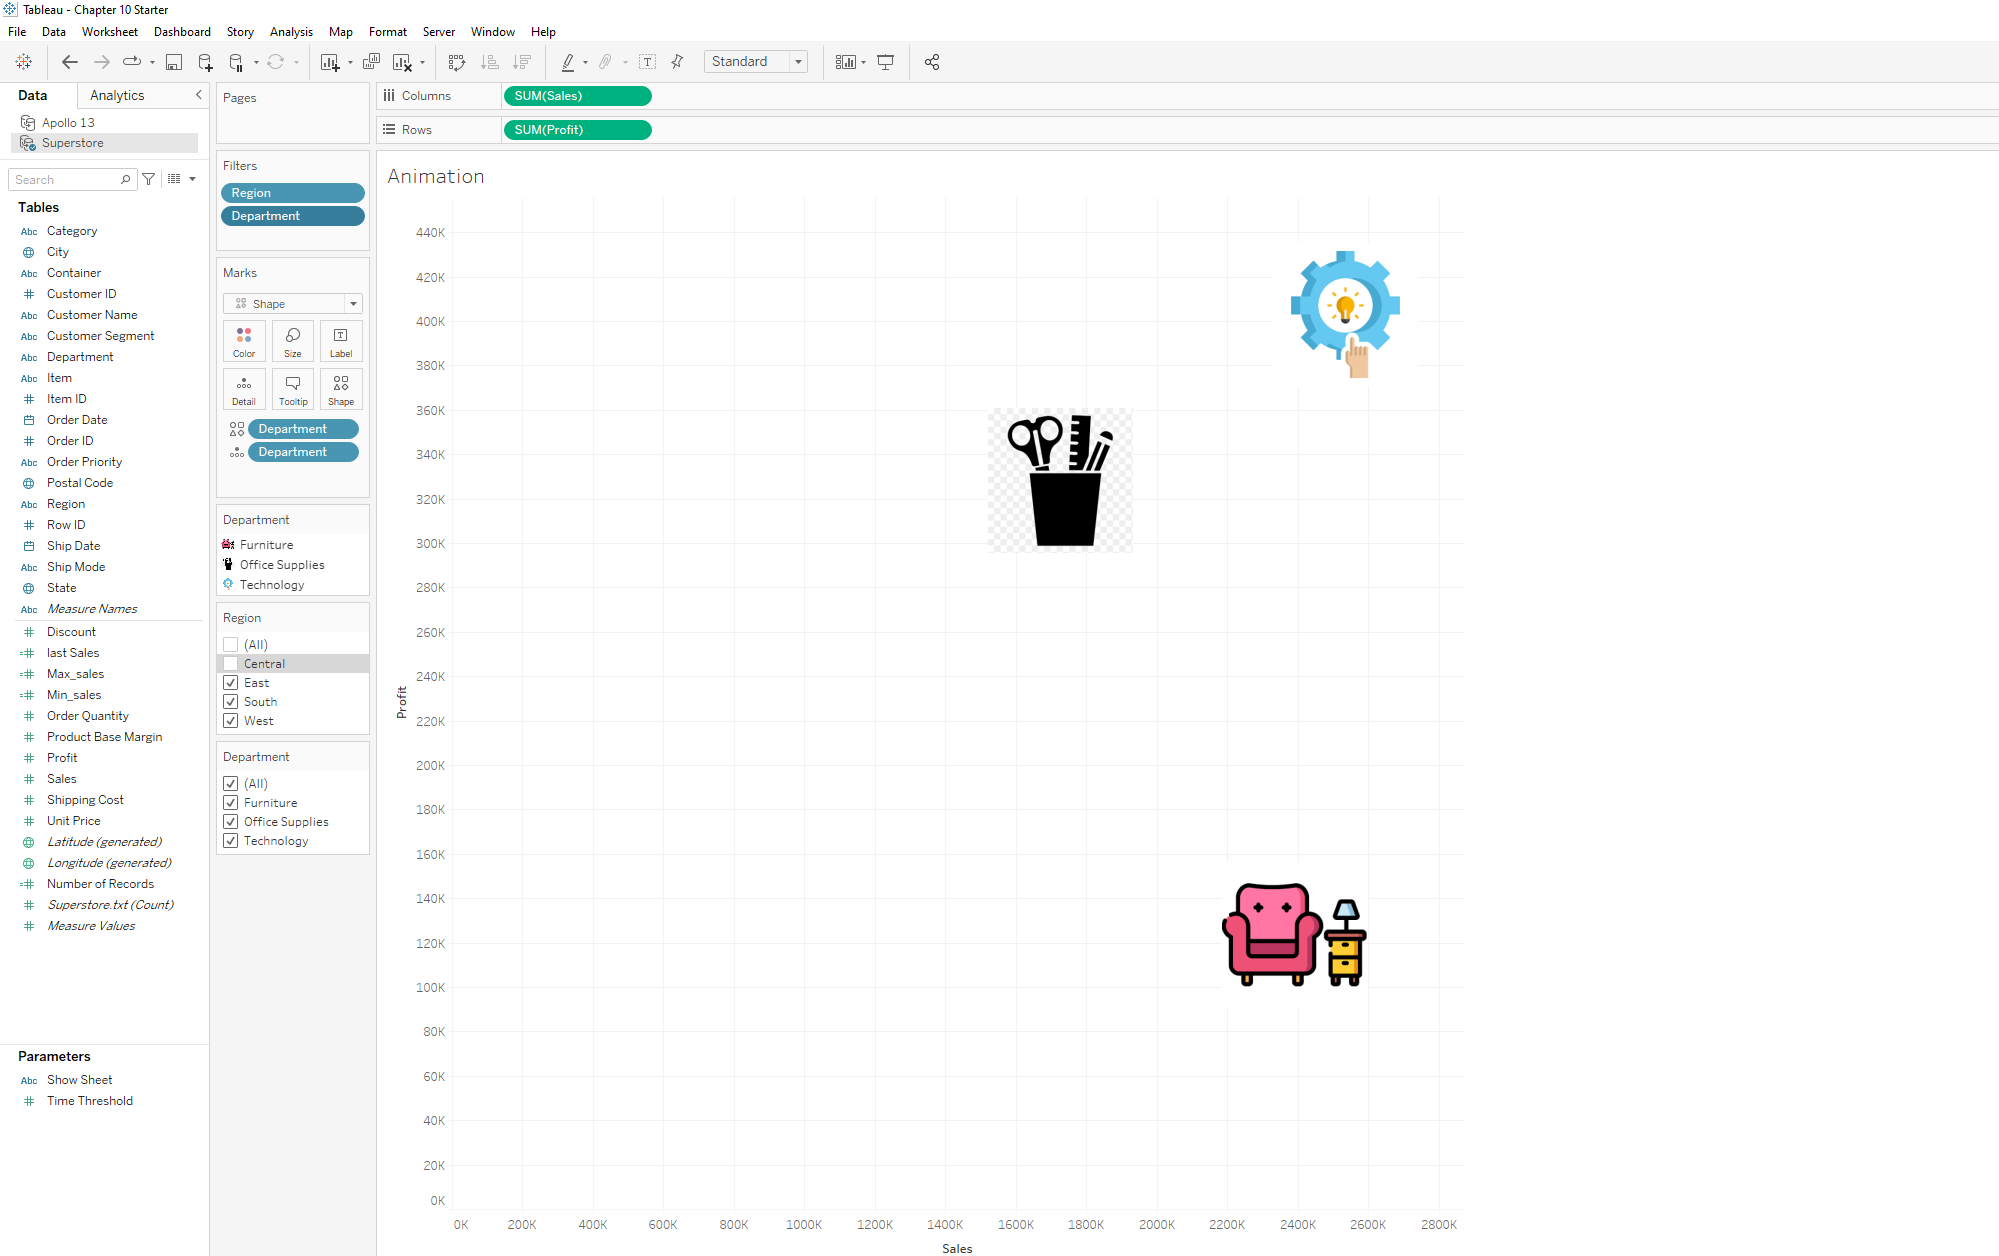 Tableau - Chapter 10 Starter
File Data Worksheet Dashboard Story Analysis Map Format Server Window Help
Standard
Data Analytics
Apollo 13
Superstore
Search
Tables
Abc Category
City
Abc Container
# Customer ID
Abc Customer Name
Abc Customer Segment
Abc Department
Abc Item
# Item ID
Order Date
# Order ID
Abc Order Priority
Postal Code
Abc Region
# Row ID
Ship Date
Abc Ship Mode
State
Abc Measure Names
# Discount
=# last Sales
=# Max_sales
=# Min_sales
# Order Quantity
# Product Base Margin
# Profit
# Sales
# Shipping Cost
# Unit Price
Latitude (generated)
Longitude (generated)
=# Number of Records
# Superstore.txt (Count)
# Measure Values
Parameters
Abc Show Sheet
# Time Threshold
Pages
Filters
Region
Department
Marks
Shape
Color Size Label
Detail Tooltip Shape
Department
Department
Department
Furniture
Office Supplies
Technology
Region
(All)
Central
East
South
West
Department
(All)
Furniture
Office Supplies
Technology
Columns SUM(Sales)
Rows SUM(Profit)
Animation
Profit
440K
420K
400K
380K
360K
340K
320K
300K
280K
260K
240K
220K
200K
180K
160K
140K
120K
100K
80K
60K
40K
20K
0K
0K 200K 400K 600K 800K 1000K 1200K 1400K 1600K 1800K 2000K 2200K 2400K 2600K 2800K
Sales